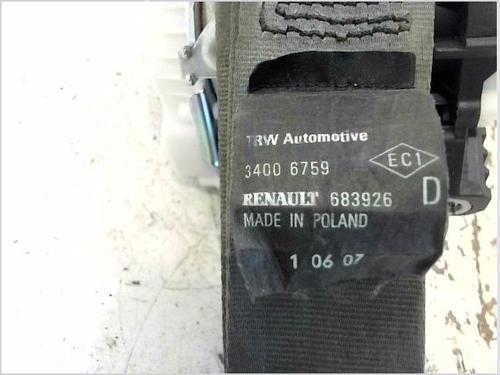 TRW Automotive
3400 6759
EC1
RENAULT 683926
D
MADE IN POLAND
1 06 07